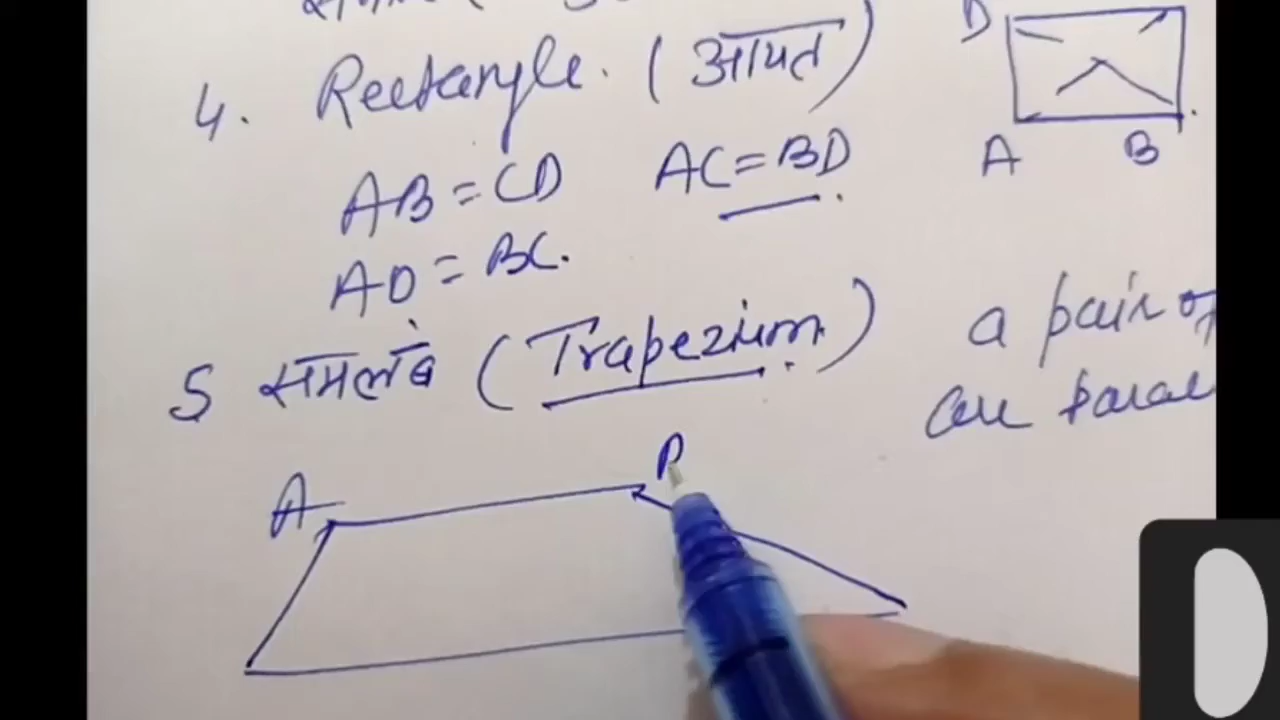 4. Rectangle. (आयत)
D
A B
AB = CD AC = BD
AD = BC.
5 समलंब (Trapezium)
a pair of
are paral
A